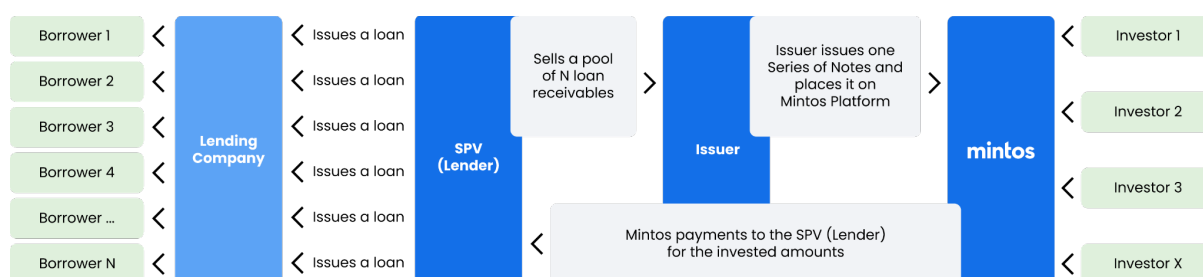 Borrower 1
Borrower 2
Borrower 3
Borrower 4
Borrower ...
Borrower N
Lending
Company
Issues a loan
Issues a loan
Issues a loan
Issues a loan
Issues a loan
Issues a loan
SPV
(Lender)
Sells a pool
of N loan
receivables
Issuer
Issuer issues one
Series of Notes and
places it on
Mintos Platform
Mintos payments to the SPV (Lender)
for the invested amounts
mintos
Investor 1
Investor 2
Investor 3
Investor X